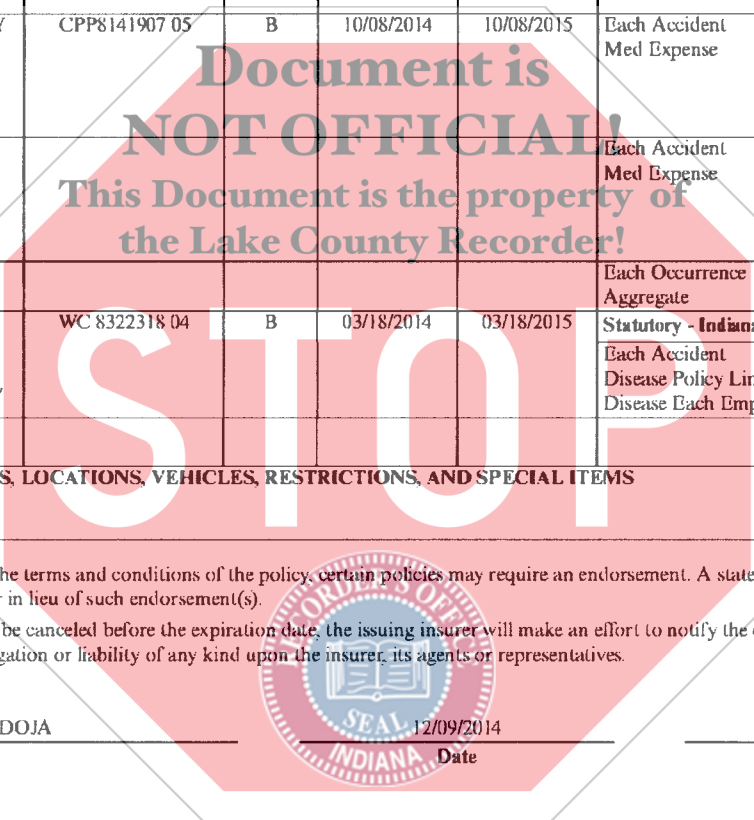 Y CPP8141907 05 B 10/08/2014 10/08/2015 Each Accident
Med Expense
Document is
NOT OFFICIAL!
Each Accident
Med Expense
This Document is the property of
the Lake County Recorder!
Each Occurrence
Aggregate
WC 8322318 04 B 03/18/2014 03/18/2015 Statutory - Indiana
Each Accident
Disease Policy Lim
Disease Each Emp
STOP
S, LOCATIONS, VEHICLES, RESTRICTIONS, AND SPECIAL ITEMS
he terms and conditions of the policy, certain policies may require an endorsement. A state
r in lieu of such endorsement(s).
be canceled before the expiration date, the issuing insurer will make an effort to notify the
gation or liability of any kind upon the insurer, its agents or representatives.
RECORDER'S OFFICE
SEAL
INDIANA
DOJA 12/09/2014
Date